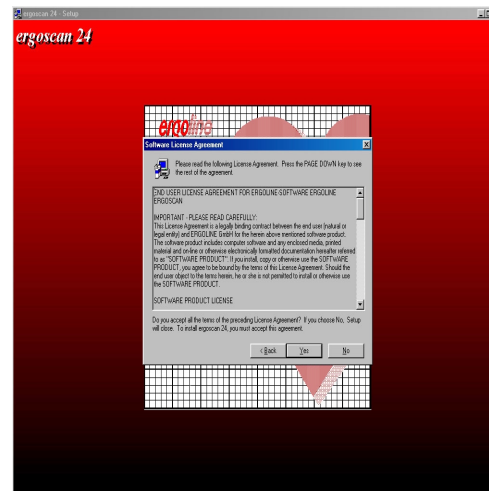 ergoscan 24 - Setup
ergoscan 24
ergoline
Software License Agreement
Please read the following License Agreement. Press the PAGE DOWN key to see
the rest of the agreement.
END USER LICENSE AGREEMENT FOR ERGOLINE-SOFTWARE ERGOLINE
ERGOSCAN
IMPORTANT - PLEASE READ CAREFULLY:
This License Agreement is a legally binding contract between the end user (natural or
legal entity) and ERGOLINE GmbH for the herein above mentioned software product.
The software product includes computer software and any enclosed media, printed
material and on-line or otherwise electronically formatted documentation hereafter referred
to as "SOFTWARE PRODUCT". If you install, copy or otherwise use the SOFTWARE
PRODUCT, you agree to be bound by the terms of this License Agreement. Should the
end user object to the terms herein, he or she is not permitted to install or otherwise use
the SOFTWARE PRODUCT.
SOFTWARE PRODUCT LICENSE
Do you accept all the terms of the preceding License Agreement? If you choose No, Setup
will close. To install ergoscan 24, you must accept this agreement.
< Back Yes No